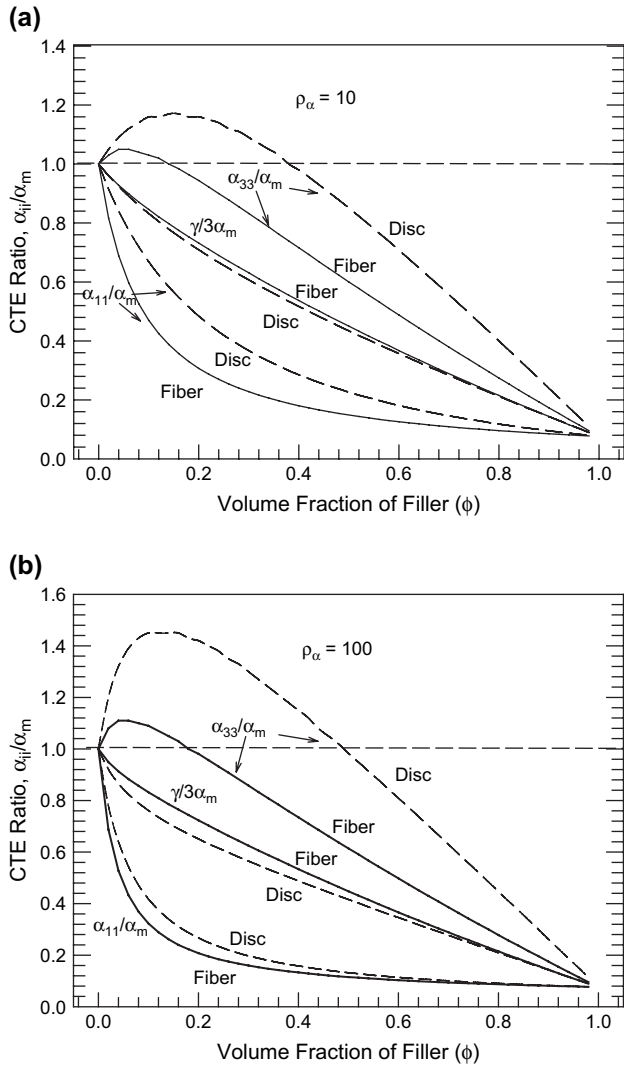 (a)
CTE Ratio, αii/αm
1.4
1.2
1.0
0.8
0.6
0.4
0.2
0.0
ρα = 10
α33/αm
γ/3αm
α11/αm
Disc
Fiber
Fiber
Disc
Disc
Fiber
0.0 0.2 0.4 0.6 0.8 1.0
Volume Fraction of Filler (ϕ)
(b)
CTE Ratio, αii/αm
1.6
1.4
1.2
1.0
0.8
0.6
0.4
0.2
0.0
ρα = 100
α33/αm
Disc
γ/3αm
Fiber
Fiber
Disc
α11/αm
Disc
Fiber
0.0 0.2 0.4 0.6 0.8 1.0
Volume Fraction of Filler (ϕ)